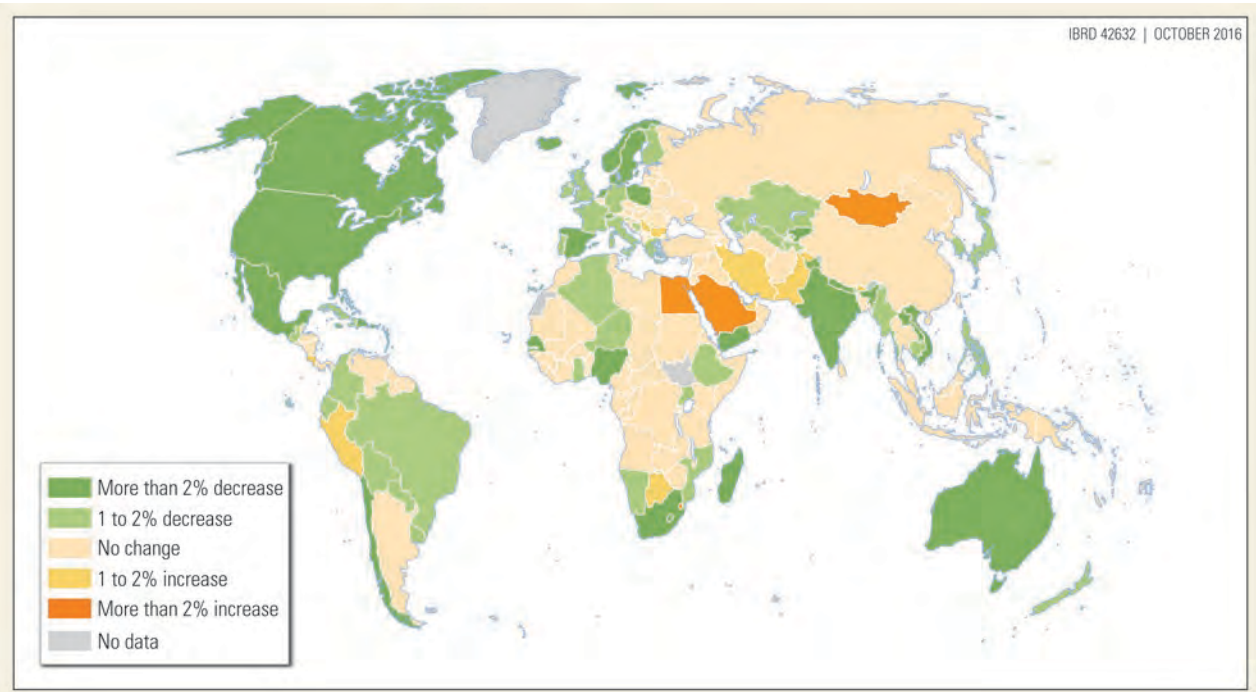 IBRD 42632 | OCTOBER 2016
More than 2% decrease
1 to 2% decrease
No change
1 to 2% increase
More than 2% increase
No data